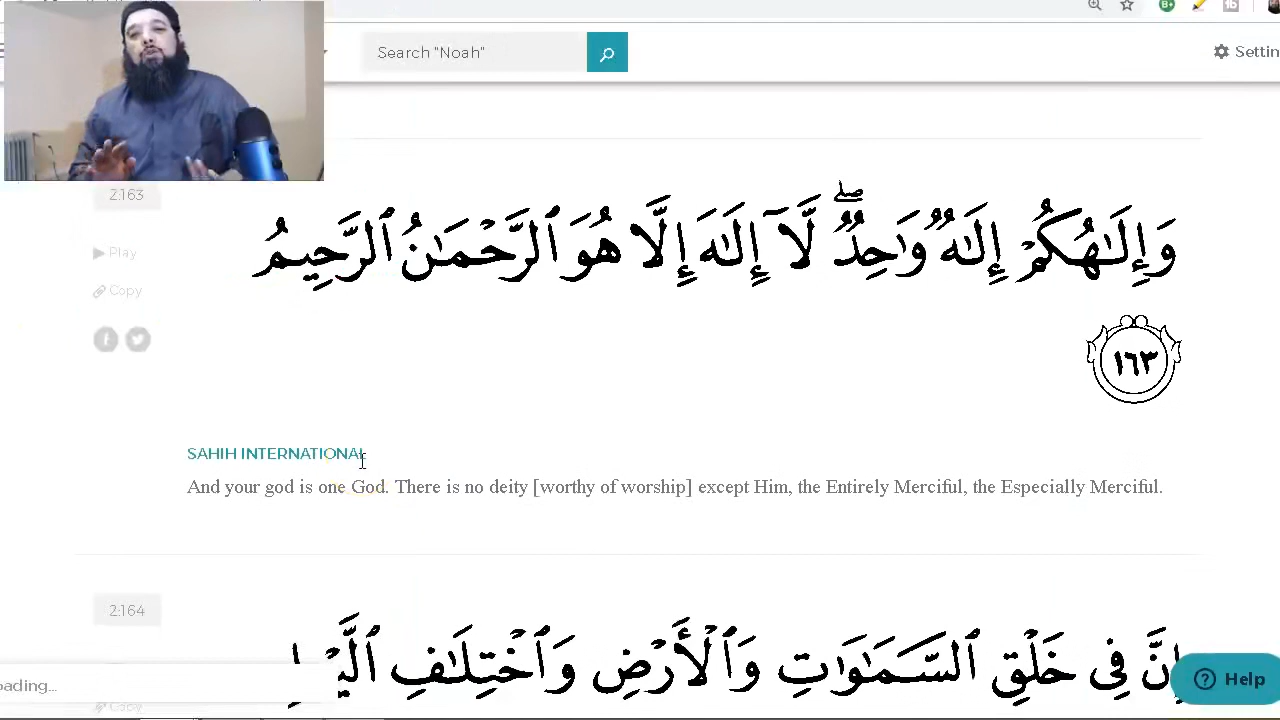 Search "Noah"
Settin
2:163
Play
Copy
وَإِلَـٰهُكُمْ إِلَـٰهٌ وَٰحِدٌ ۖ لَّآ إِلَـٰهَ إِلَّا هُوَ ٱلرَّحْمَـٰنُ ٱلرَّحِيمُ
١٦٣
SAHIH INTERNATIONAL
And your god is one God. There is no deity [worthy of worship] except Him, the Entirely Merciful, the Especially Merciful.
2:164
إِنَّ فِى خَلْقِ ٱلسَّمَـٰوَٰتِ وَٱلْأَرْضِ وَٱخْتِلَـٰفِ
oading...
Copy
Help